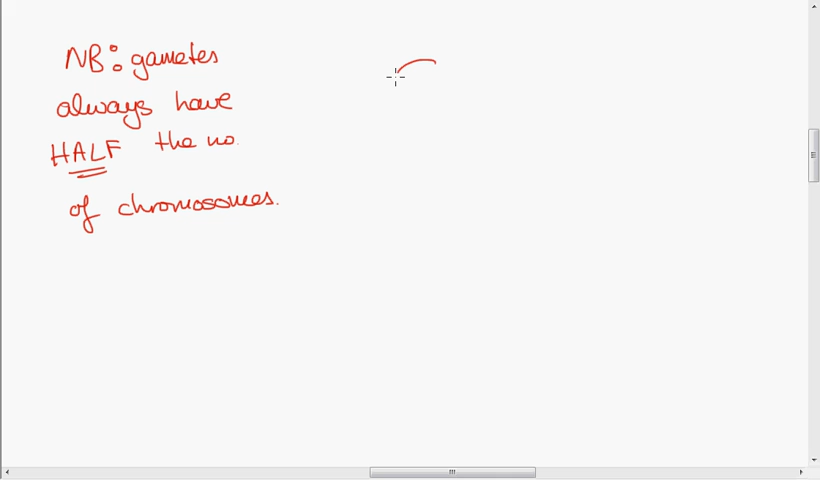 NB: gametes
always have
HALF the no.
of chromosomes.